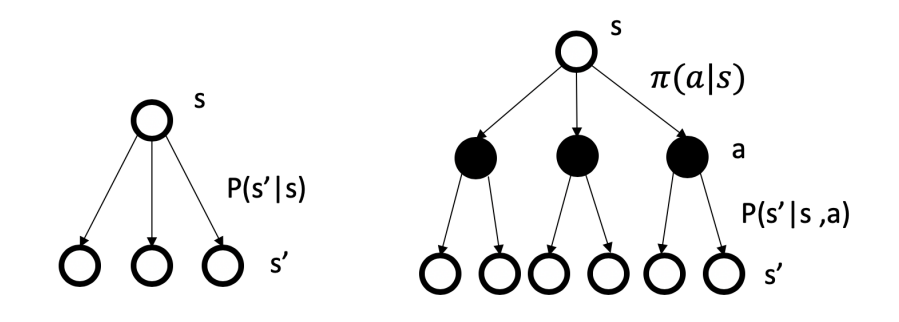 s
P(s'|s)
s'
s
π(a|s)
a
P(s'|s ,a)
s'